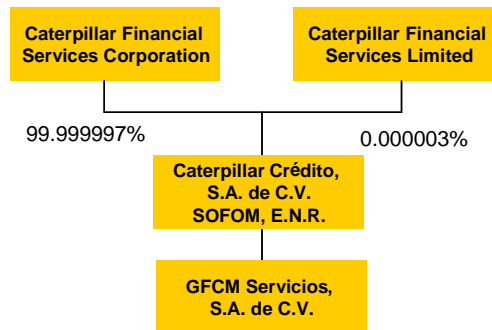 Caterpillar Financial
Services Corporation
Caterpillar Financial
Services Limited
99.999997%
0.000003%
Caterpillar Crédito,
S.A. de C.V.
SOFOM, E.N.R.
GFCM Servicios,
S.A. de C.V.